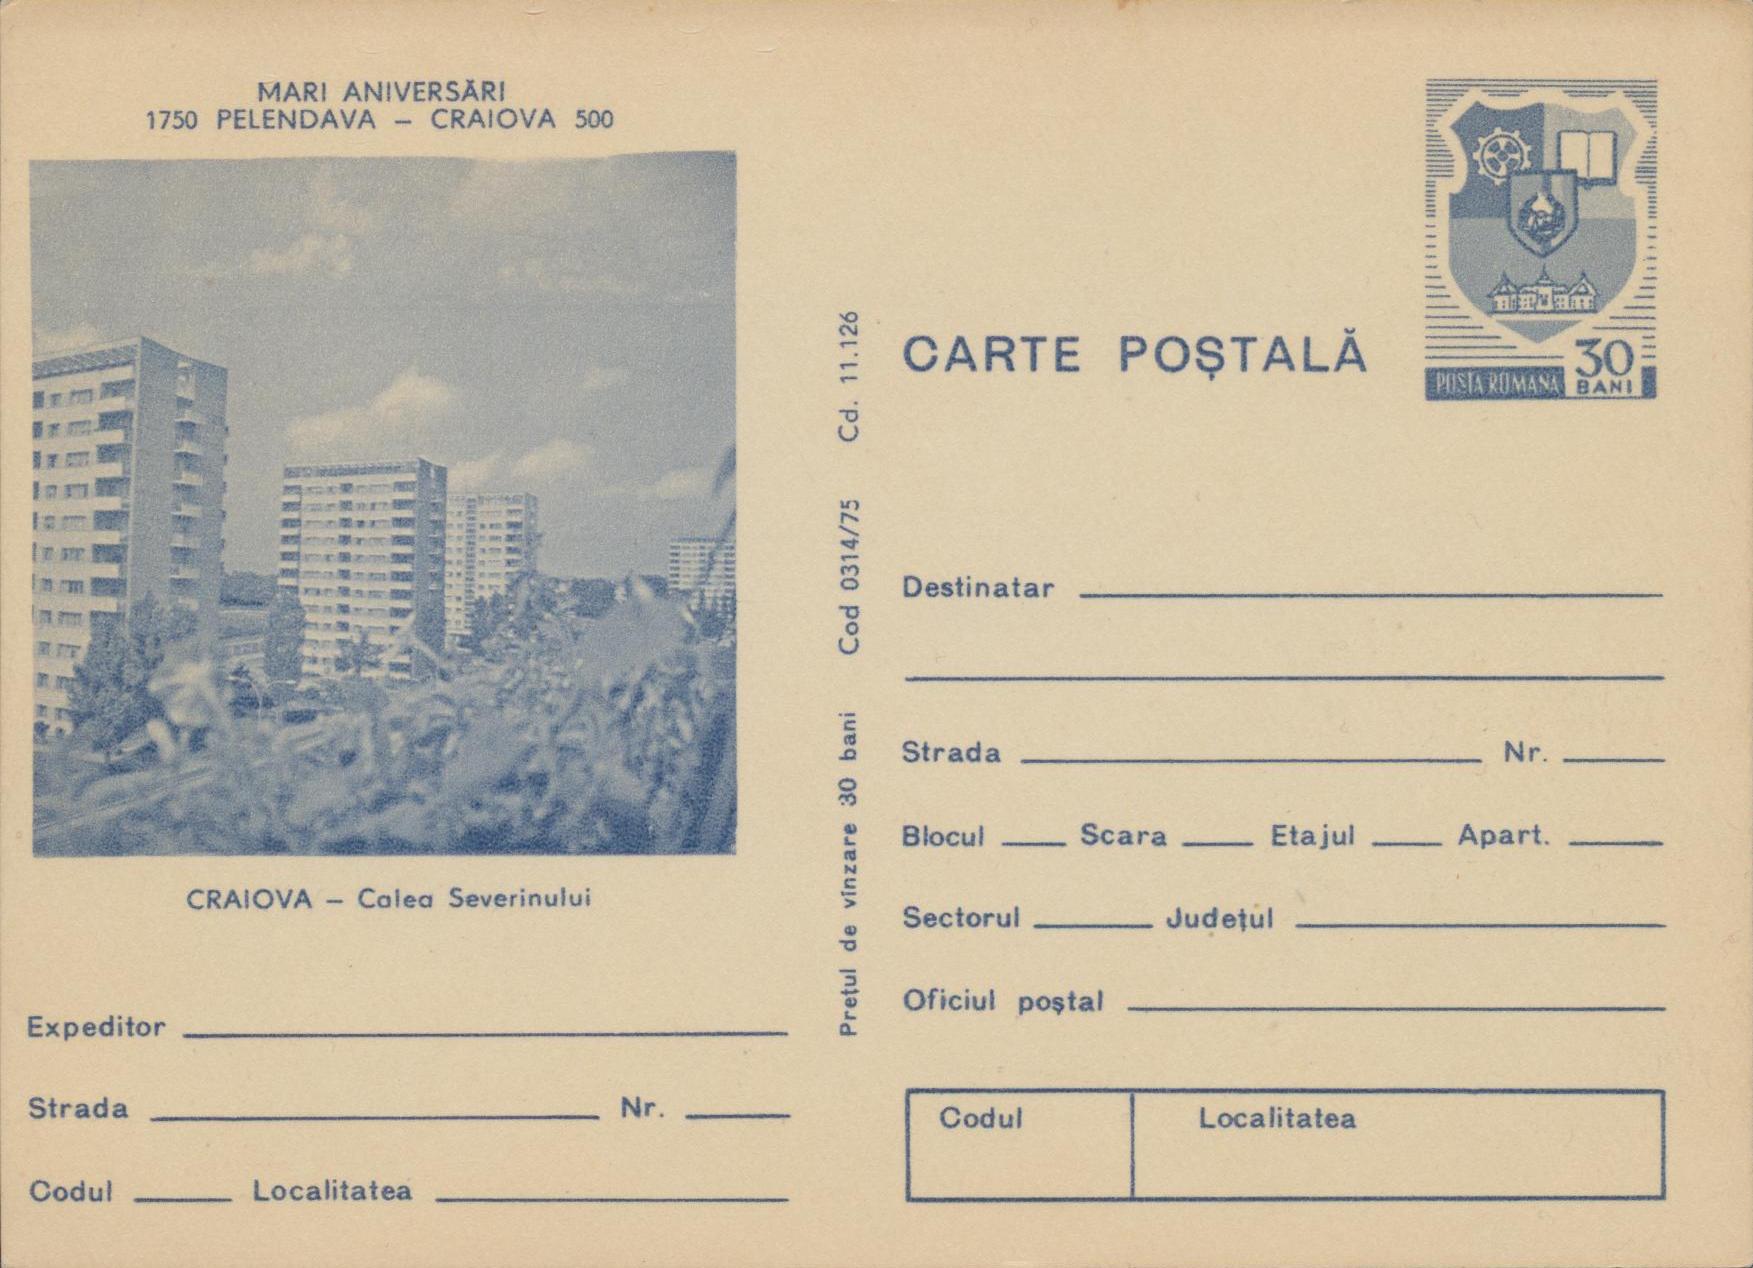 MARI ANIVERSĂRI
1750 PELENDAVA – CRAIOVA 500
CRAIOVA – Calea Severinului
Expeditor
Strada Nr.
Codul Localitatea
Prețul de vînzare 30 bani Cod 0314/75 Cd. 11.126
POȘTA ROMANA
30
BANI
CARTE POȘTALĂ
Destinatar
Strada Nr.
Blocul Scara Etajul Apart.
Sectorul Județul
Oficiul poștal
Codul Localitatea